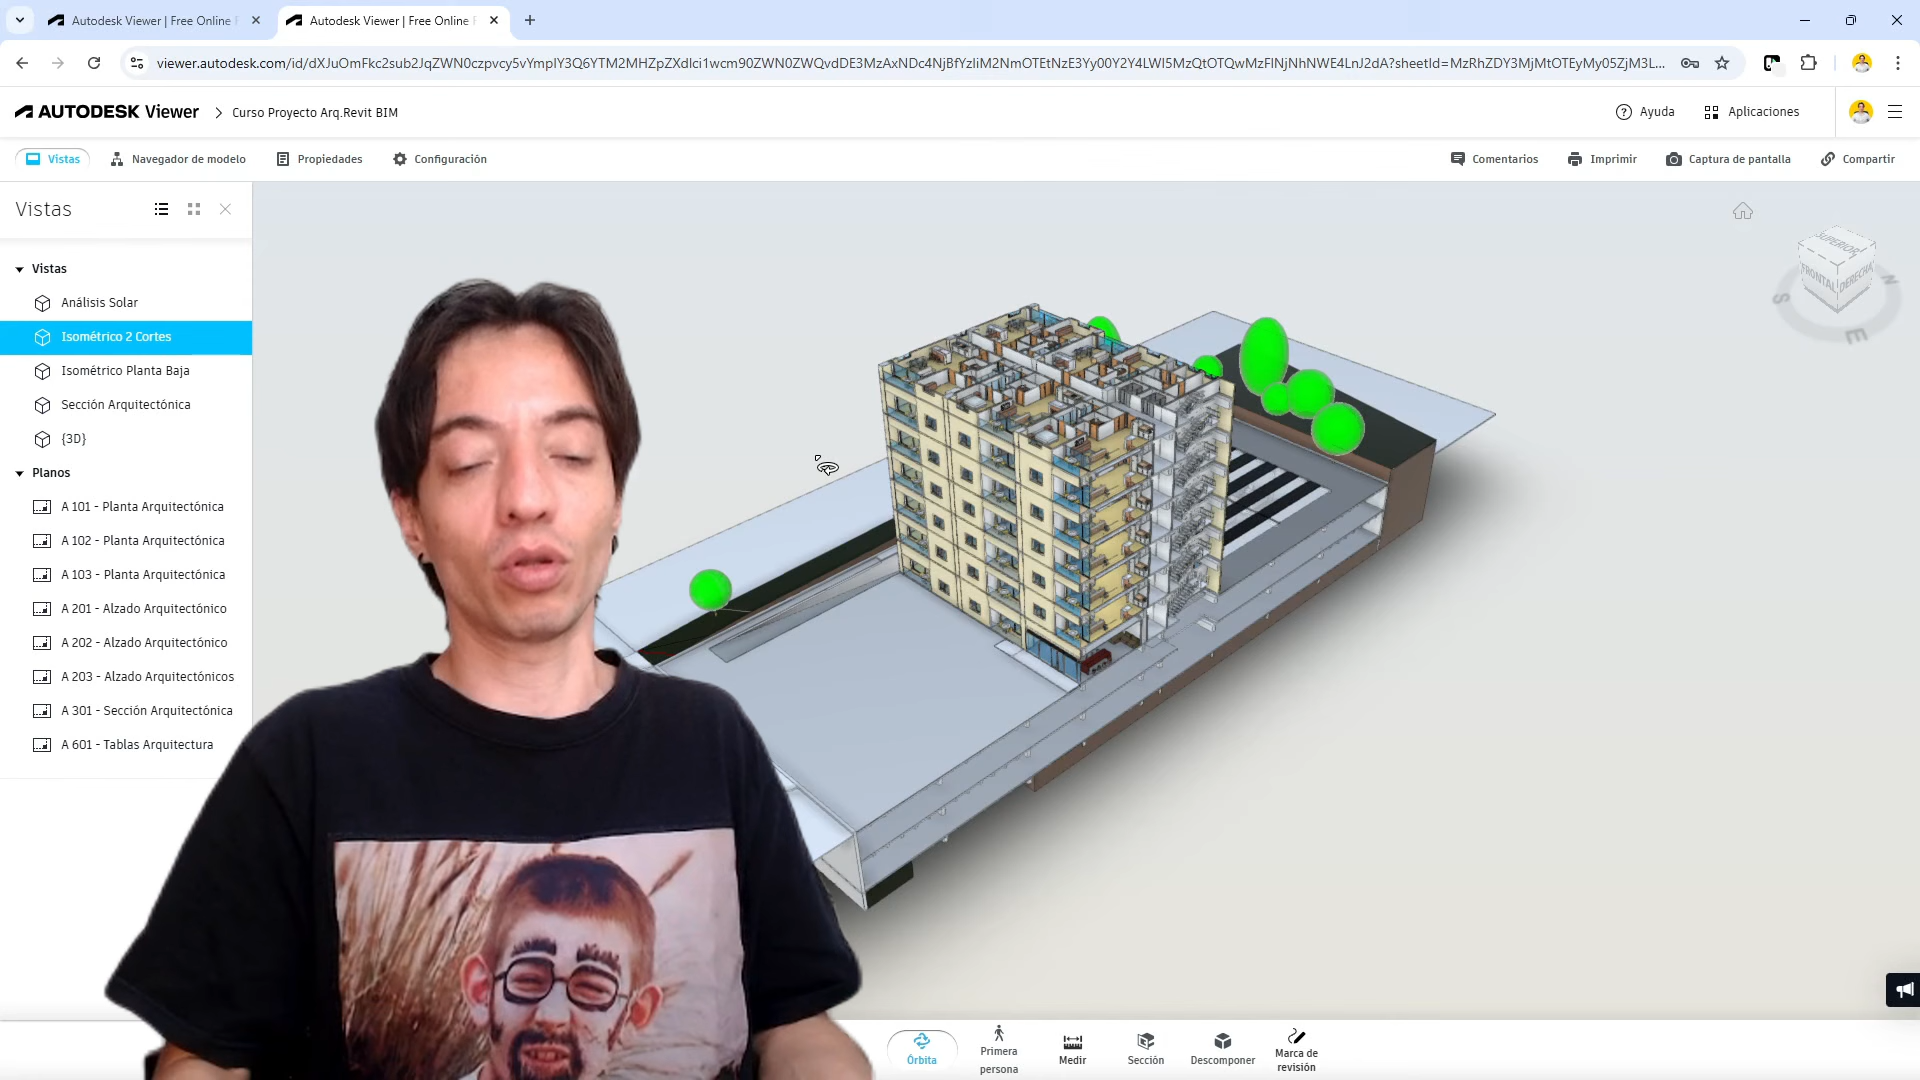 Autodesk Viewer | Free Online F
Autodesk Viewer | Free Online F
viewer.autodesk.com/id/
AUTODESK Viewer
Curso Proyecto Arq.Revit BIM
Ayuda
Aplicaciones
Vistas
Navegador de modelo
Propiedades
Configuración
Comentarios
Imprimir
Captura de pantalla
Compartir
Vistas
SUPERIOR
FRONTAL
DERECHA
S
N
E
Vistas
Análisis Solar
Isométrico 2 Cortes
Isométrico Planta Baja
Sección Arquitectónica
{3D}
Planos
A 101 - Planta Arquitectónica
A 102 - Planta Arquitectónica
A 103 - Planta Arquitectónica
A 201 - Alzado Arquitectónico
A 202 - Alzado Arquitectónico
A 203 - Alzado Arquitectónicos
A 301 - Sección Arquitectónica
A 601 - Tablas Arquitectura
Órbita
Primera
persona
Medir
Sección
Descomponer
Marca de
revisión